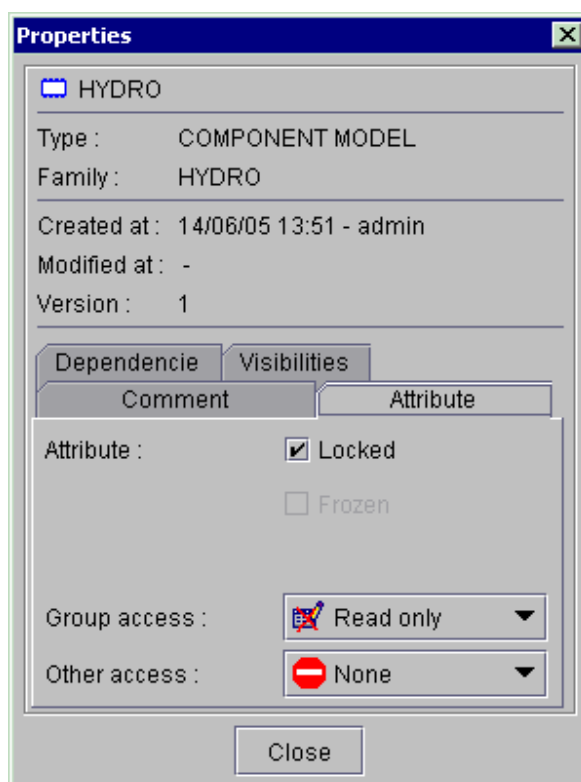 Properties
HYDRO
Type : COMPONENT MODEL
Family : HYDRO
Created at : 14/06/05 13:51 - admin
Modified at : -
Version : 1
Dependencie Visibilities
Comment Attribute
Attribute : Locked
Frozen
Group access : Read only
Other access : None
Close